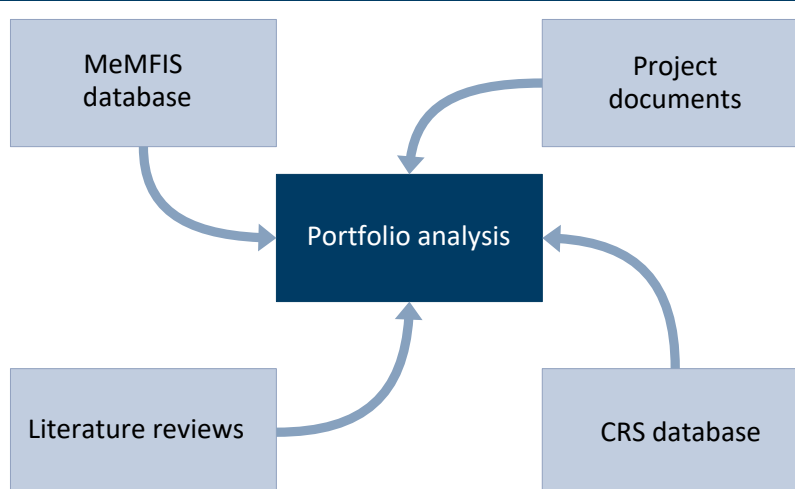 MeMFIS
database
Project
documents
Portfolio analysis
Literature reviews
CRS database